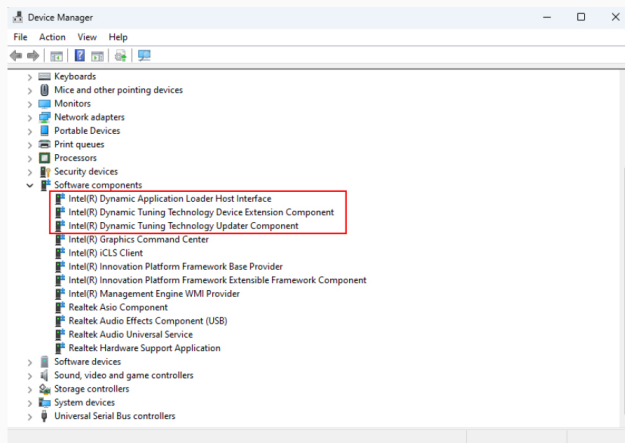 Device Manager
File Action View Help
Keyboards
Mice and other pointing devices
Monitors
Network adapters
Portable Devices
Print queues
Processors
Security devices
Software components
Intel(R) Dynamic Application Loader Host Interface
Intel(R) Dynamic Tuning Technology Device Extension Component
Intel(R) Dynamic Tuning Technology Updater Component
Intel(R) Graphics Command Center
Intel(R) iCLS Client
Intel(R) Innovation Platform Framework Base Provider
Intel(R) Innovation Platform Framework Extensible Framework Component
Intel(R) Management Engine WMI Provider
Realtek Asio Component
Realtek Audio Effects Component (USB)
Realtek Audio Universal Service
Realtek Hardware Support Application
Software devices
Sound, video and game controllers
Storage controllers
System devices
Universal Serial Bus controllers